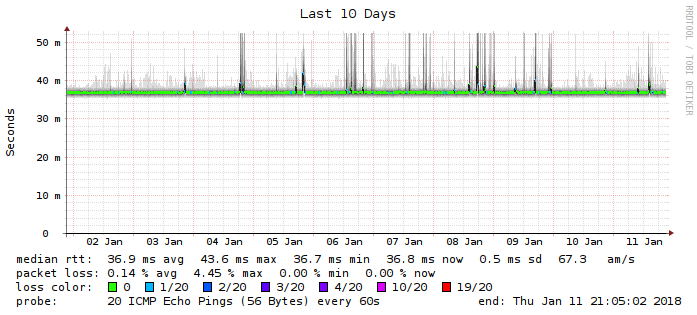 Last 10 Days
RRDTOOL / TOBI OETIKER
Seconds
50 m
40 m
30 m
20 m
10 m
0
02 Jan 03 Jan 04 Jan 05 Jan 06 Jan 07 Jan 08 Jan 09 Jan 10 Jan 11 Jan
median rtt: 36.9 ms avg 43.6 ms max 36.7 ms min 36.8 ms now 0.5 ms sd 67.3 am/s
packet loss: 0.14 % avg 4.45 % max 0.00 % min 0.00 % now
loss color: 0 1/20 2/20 3/20 4/20 10/20 19/20
probe: 20 ICMP Echo Pings (56 Bytes) every 60s end: Thu Jan 11 21:05:02 2018